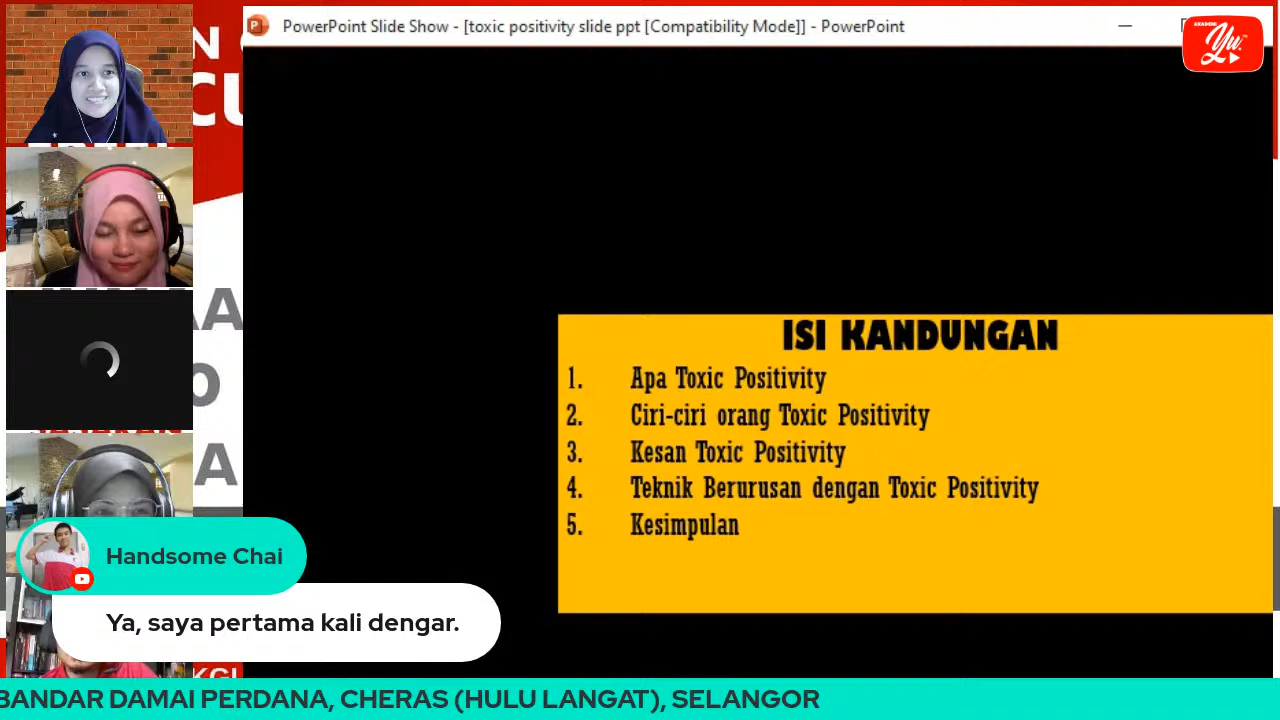 PowerPoint Slide Show - [toxic positivity slide ppt [Compatibility Mode]] - PowerPoint
AKADEMI
Yu
ISI KANDUNGAN
1. Apa Toxic Positivity
2. Ciri-ciri orang Toxic Positivity
3. Kesan Toxic Positivity
4. Teknik Berurusan dengan Toxic Positivity
5. Kesimpulan
Handsome Chai
Ya, saya pertama kali dengar.
BANDAR DAMAI PERDANA, CHERAS (HULU LANGAT), SELANGOR